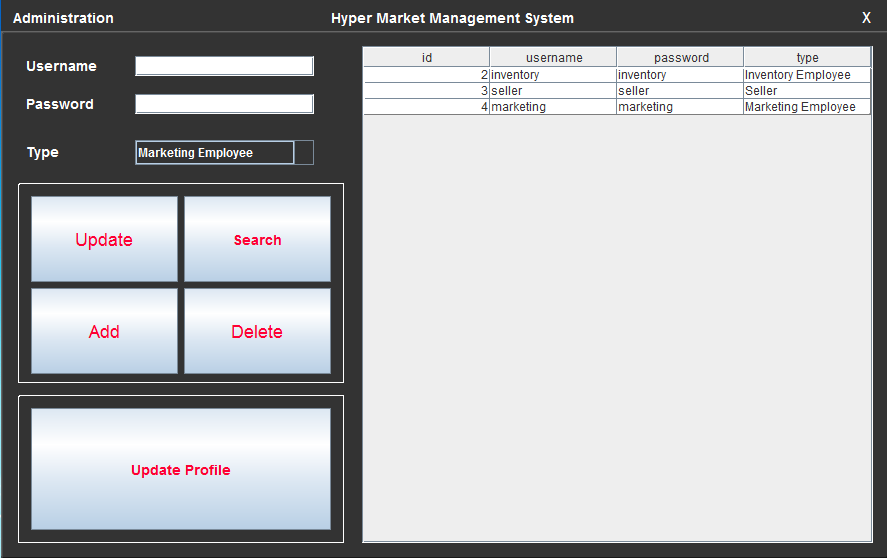 Administration Hyper Market Management System X
Username
Password
Type Marketing Employee
Update Search
Add Delete
Update Profile
id username password type
2 inventory inventory Inventory Employee
3 seller seller Seller
4 marketing marketing Marketing Employee